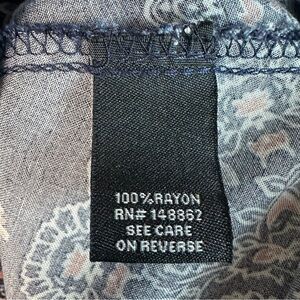 100%RAYON
RN# 148862
SEE CARE
ON REVERSE